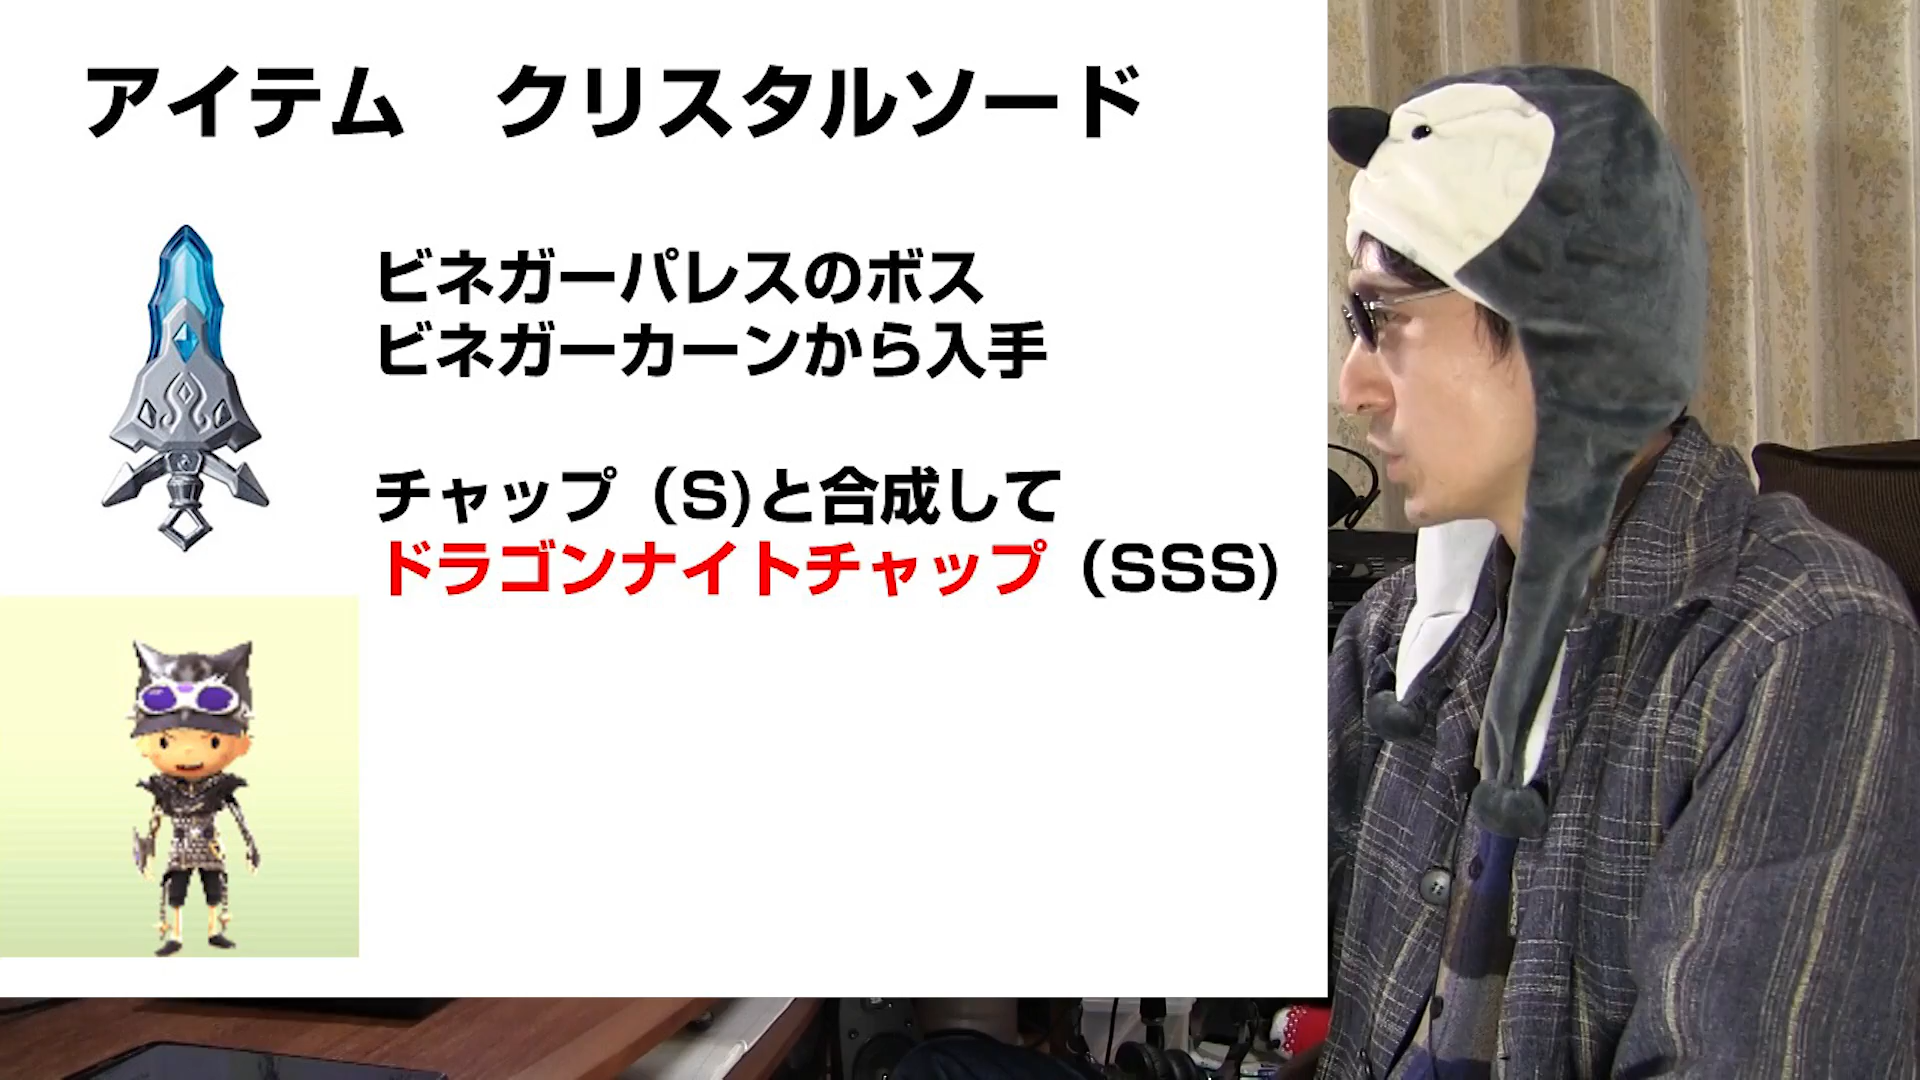 アイテム　クリスタルソード
ビネガーパレスのボス
ビネガーカーンから入手
チャップ（S)と合成して
ドラゴンナイトチャップ（SSS)